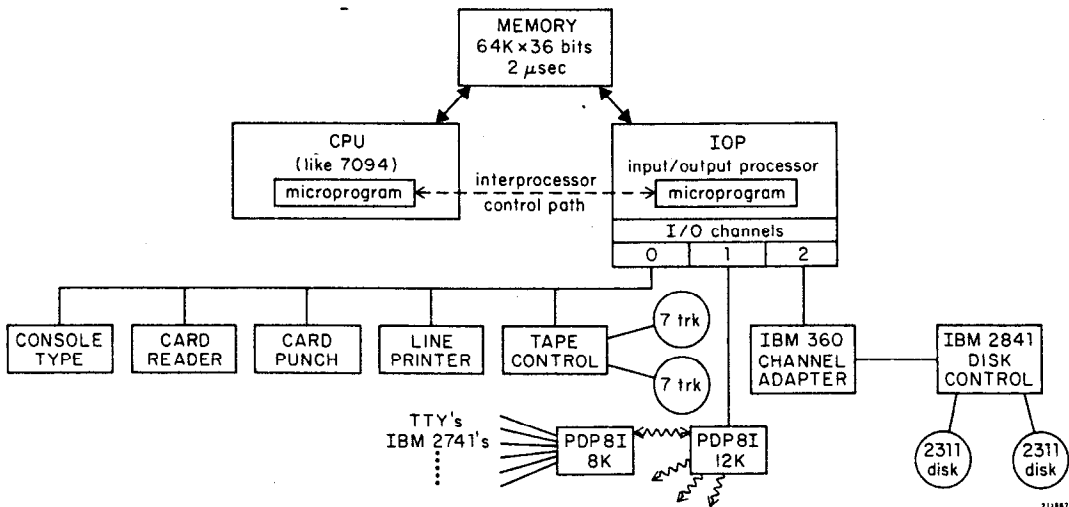 MEMORY
64K×36 bits
2 μsec
CPU
(like 7094)
microprogram
interprocessor
control path
IOP
input/output processor
microprogram
I/O channels
0
1
2
CONSOLE
TYPE
CARD
READER
CARD
PUNCH
LINE
PRINTER
TAPE
CONTROL
7 trk
7 trk
IBM 360
CHANNEL
ADAPTER
IBM 2841
DISK
CONTROL
TTY's
IBM 2741's
PDP8I
8K
PDP8I
12K
2311
disk
2311
disk